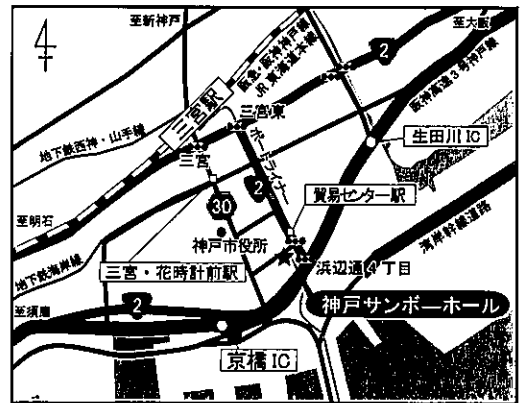 至新神戸
阪急・阪神神戸線
JR東海道本線
2
至大阪
阪神高速3号神戸線
三宮駅
三宮東
ポートライナー
生田川IC
地下鉄西神・山手線
三宮
2
貿易センター駅
30
至明石
神戸市役所
浜岸幹線道路
地下鉄海岸線
三宮・花時計前駅
浜辺通4丁目
至須磨
2
神戸サンボーホール
京橋IC